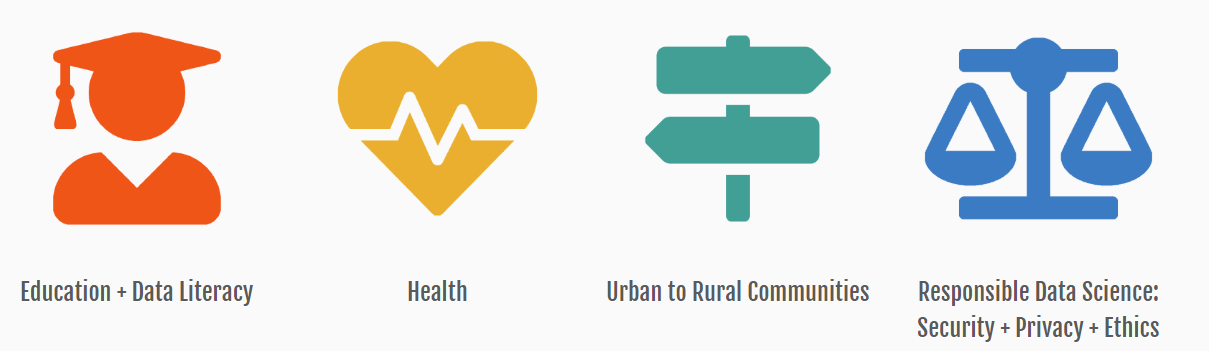 Education + Data Literacy
Health
Urban to Rural Communities
Responsible Data Science:
Security + Privacy + Ethics